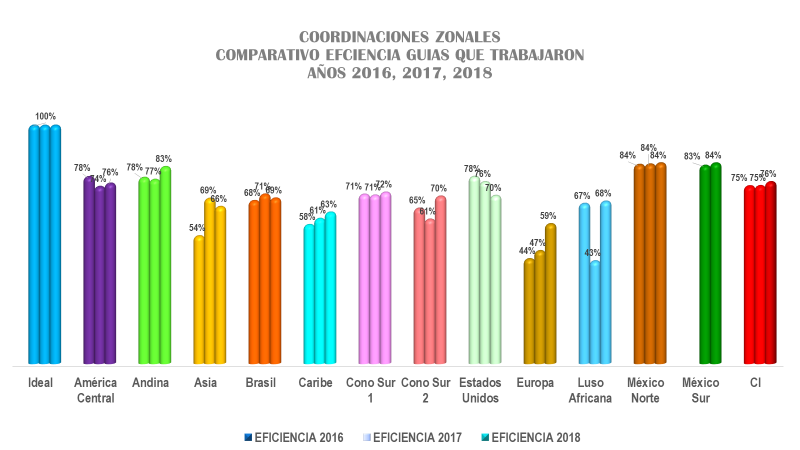 COORDINACIONES ZONALES
COMPARATIVO EFCIENCIA GUIAS QUE TRABAJARON
AÑOS 2016, 2017, 2018
100%
78% 74% 76%
78% 77% 83%
54% 69% 66%
68% 71% 69%
58% 61% 63%
71% 71% 72%
65% 61% 70%
78% 76% 70%
44% 47% 59%
67% 43% 68%
84% 84% 84%
83% 84%
75% 75% 76%
Ideal
América
Central
Andina
Asia
Brasil
Caribe
Cono Sur
1
Cono Sur
2
Estados
Unidos
Europa
Luso
Africana
México
Norte
México
Sur
CI
EFICIENCIA 2016 EFICIENCIA 2017 EFICIENCIA 2018